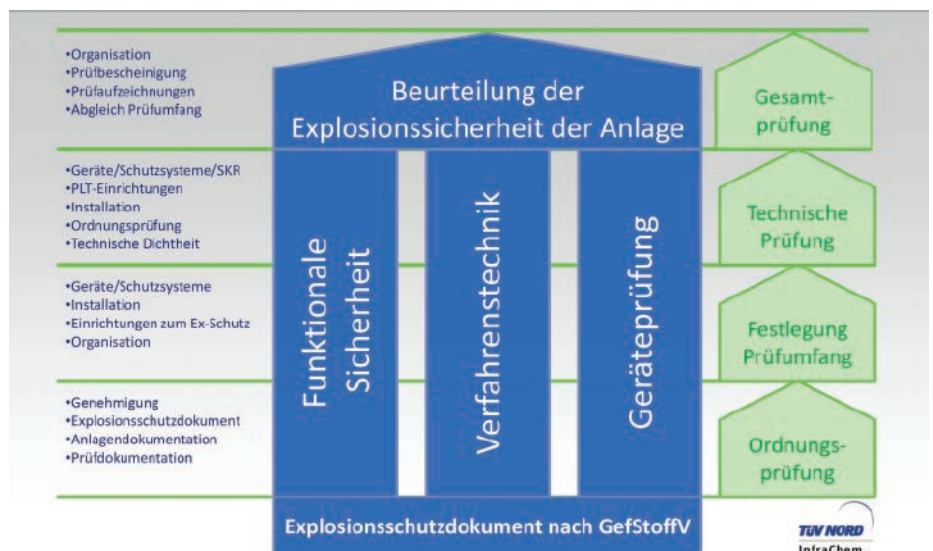 •Organisation
•Prüfbescheinigung
•Prüfaufzeichnungen
•Abgleich Prüfumfang
Beurteilung der
Explosionssicherheit der Anlage
Gesamt-
prüfung
•Geräte/Schutzsysteme/SKR
•PLT-Einrichtungen
•Installation
•Ordnungsprüfung
•Technische Dichtheit
Technische
Prüfung
•Geräte/Schutzsysteme
•Installation
•Einrichtungen zum Ex-Schutz
•Organisation
Festlegung
Prüfumfang
•Genehmigung
•Explosionsschutzdokument
•Anlagendokumentation
•Prüfdokumentation
Ordnungs-
prüfung
Funktionale
Sicherheit
Verfahrenstechnik
Geräteprüfung
Explosionsschutzdokument nach GefStoffV
TÜV NORD
InfraChem